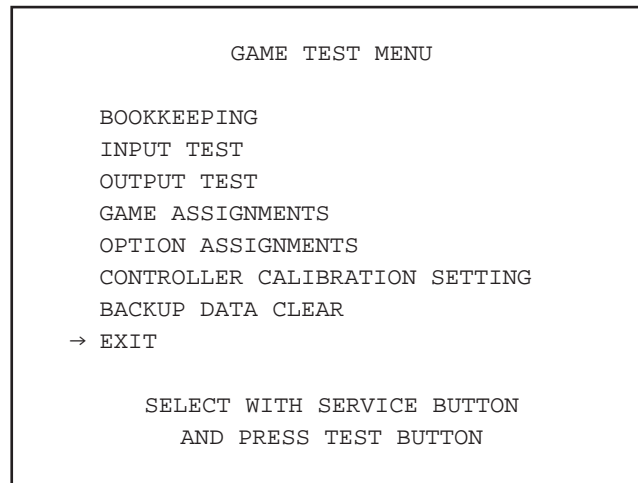 GAME TEST MENU
BOOKKEEPING
INPUT TEST
OUTPUT TEST
GAME ASSIGNMENTS
OPTION ASSIGNMENTS
CONTROLLER CALIBRATION SETTING
BACKUP DATA CLEAR
→ EXIT
SELECT WITH SERVICE BUTTON
AND PRESS TEST BUTTON